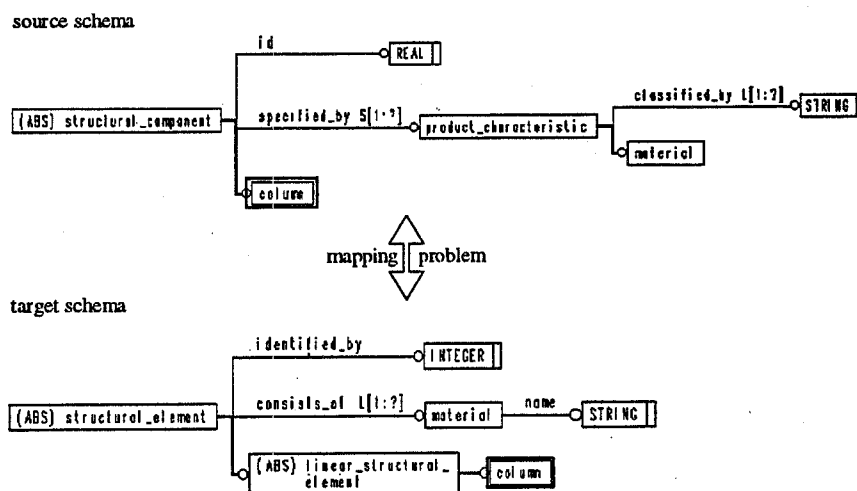 source schema
id
REAL
classified_by L[1:?]
STRING
(ABS) structural_component
specified_by S[1:?]
product_characteristic
material
column
mapping problem
target schema
identified_by
INTEGER
(ABS) structural_element
consists_of L[1:?]
material
name
STRING
(ABS) linear_structural_
element
column